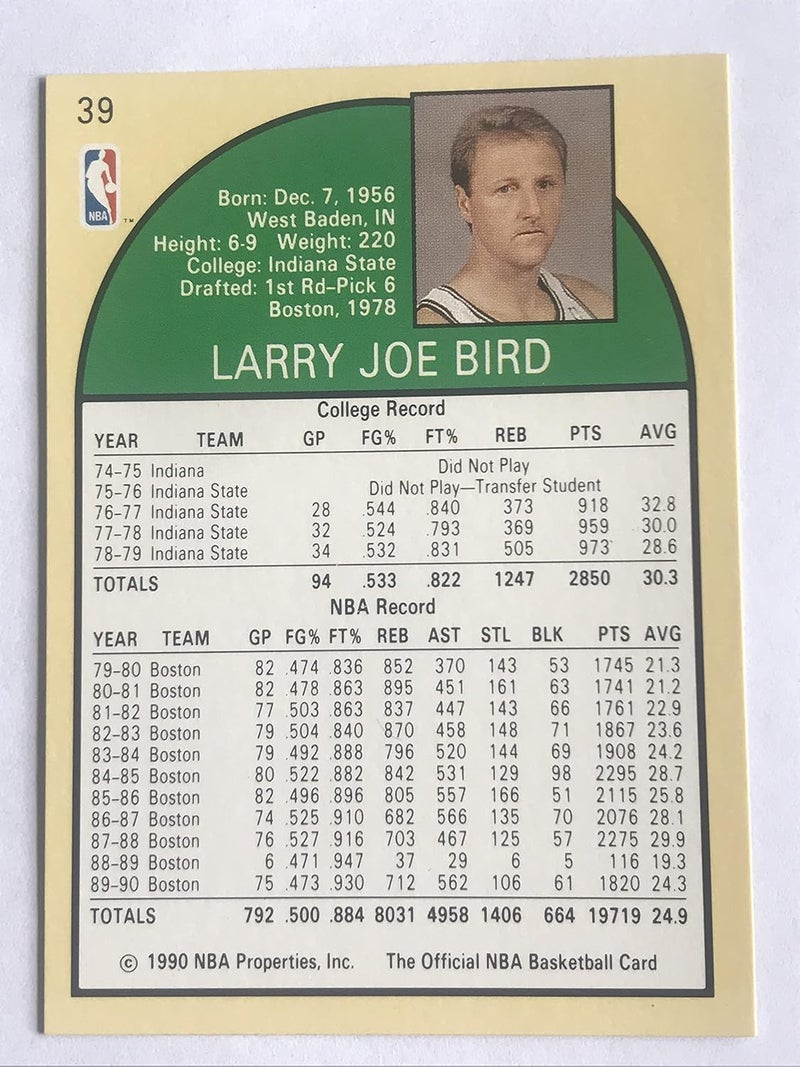 39
NBA
TM
Born: Dec. 7, 1956
West Baden, IN
Height: 6-9 Weight: 220
College: Indiana State
Drafted: 1st Rd–Pick 6
Boston, 1978
LARRY JOE BIRD
College Record
YEAR TEAM GP FG% FT% REB PTS AVG
74-75 Indiana Did Not Play
75-76 Indiana State Did Not Play—Transfer Student
76-77 Indiana State 28 .544 .840 373 918 32.8
77-78 Indiana State 32 .524 .793 369 959 30.0
78-79 Indiana State 34 .532 .831 505 973 28.6
TOTALS 94 .533 .822 1247 2850 30.3
NBA Record
YEAR TEAM GP FG% FT% REB AST STL BLK PTS AVG
79-80 Boston 82 .474 .836 852 370 143 53 1745 21.3
80-81 Boston 82 .478 .863 895 451 161 63 1741 21.2
81-82 Boston 77 .503 .863 837 447 143 66 1761 22.9
82-83 Boston 79 .504 .840 870 458 148 71 1867 23.6
83-84 Boston 79 .492 .888 796 520 144 69 1908 24.2
84-85 Boston 80 .522 .882 842 531 129 98 2295 28.7
85-86 Boston 82 .496 .896 805 557 166 51 2115 25.8
86-87 Boston 74 .525 .910 682 566 135 70 2076 28.1
87-88 Boston 76 .527 .916 703 467 125 57 2275 29.9
88-89 Boston 6 .471 .947 37 29 6 5 116 19.3
89-90 Boston 75 .473 .930 712 562 106 61 1820 24.3
TOTALS 792 .500 .884 8031 4958 1406 664 19719 24.9
© 1990 NBA Properties, Inc. The Official NBA Basketball Card